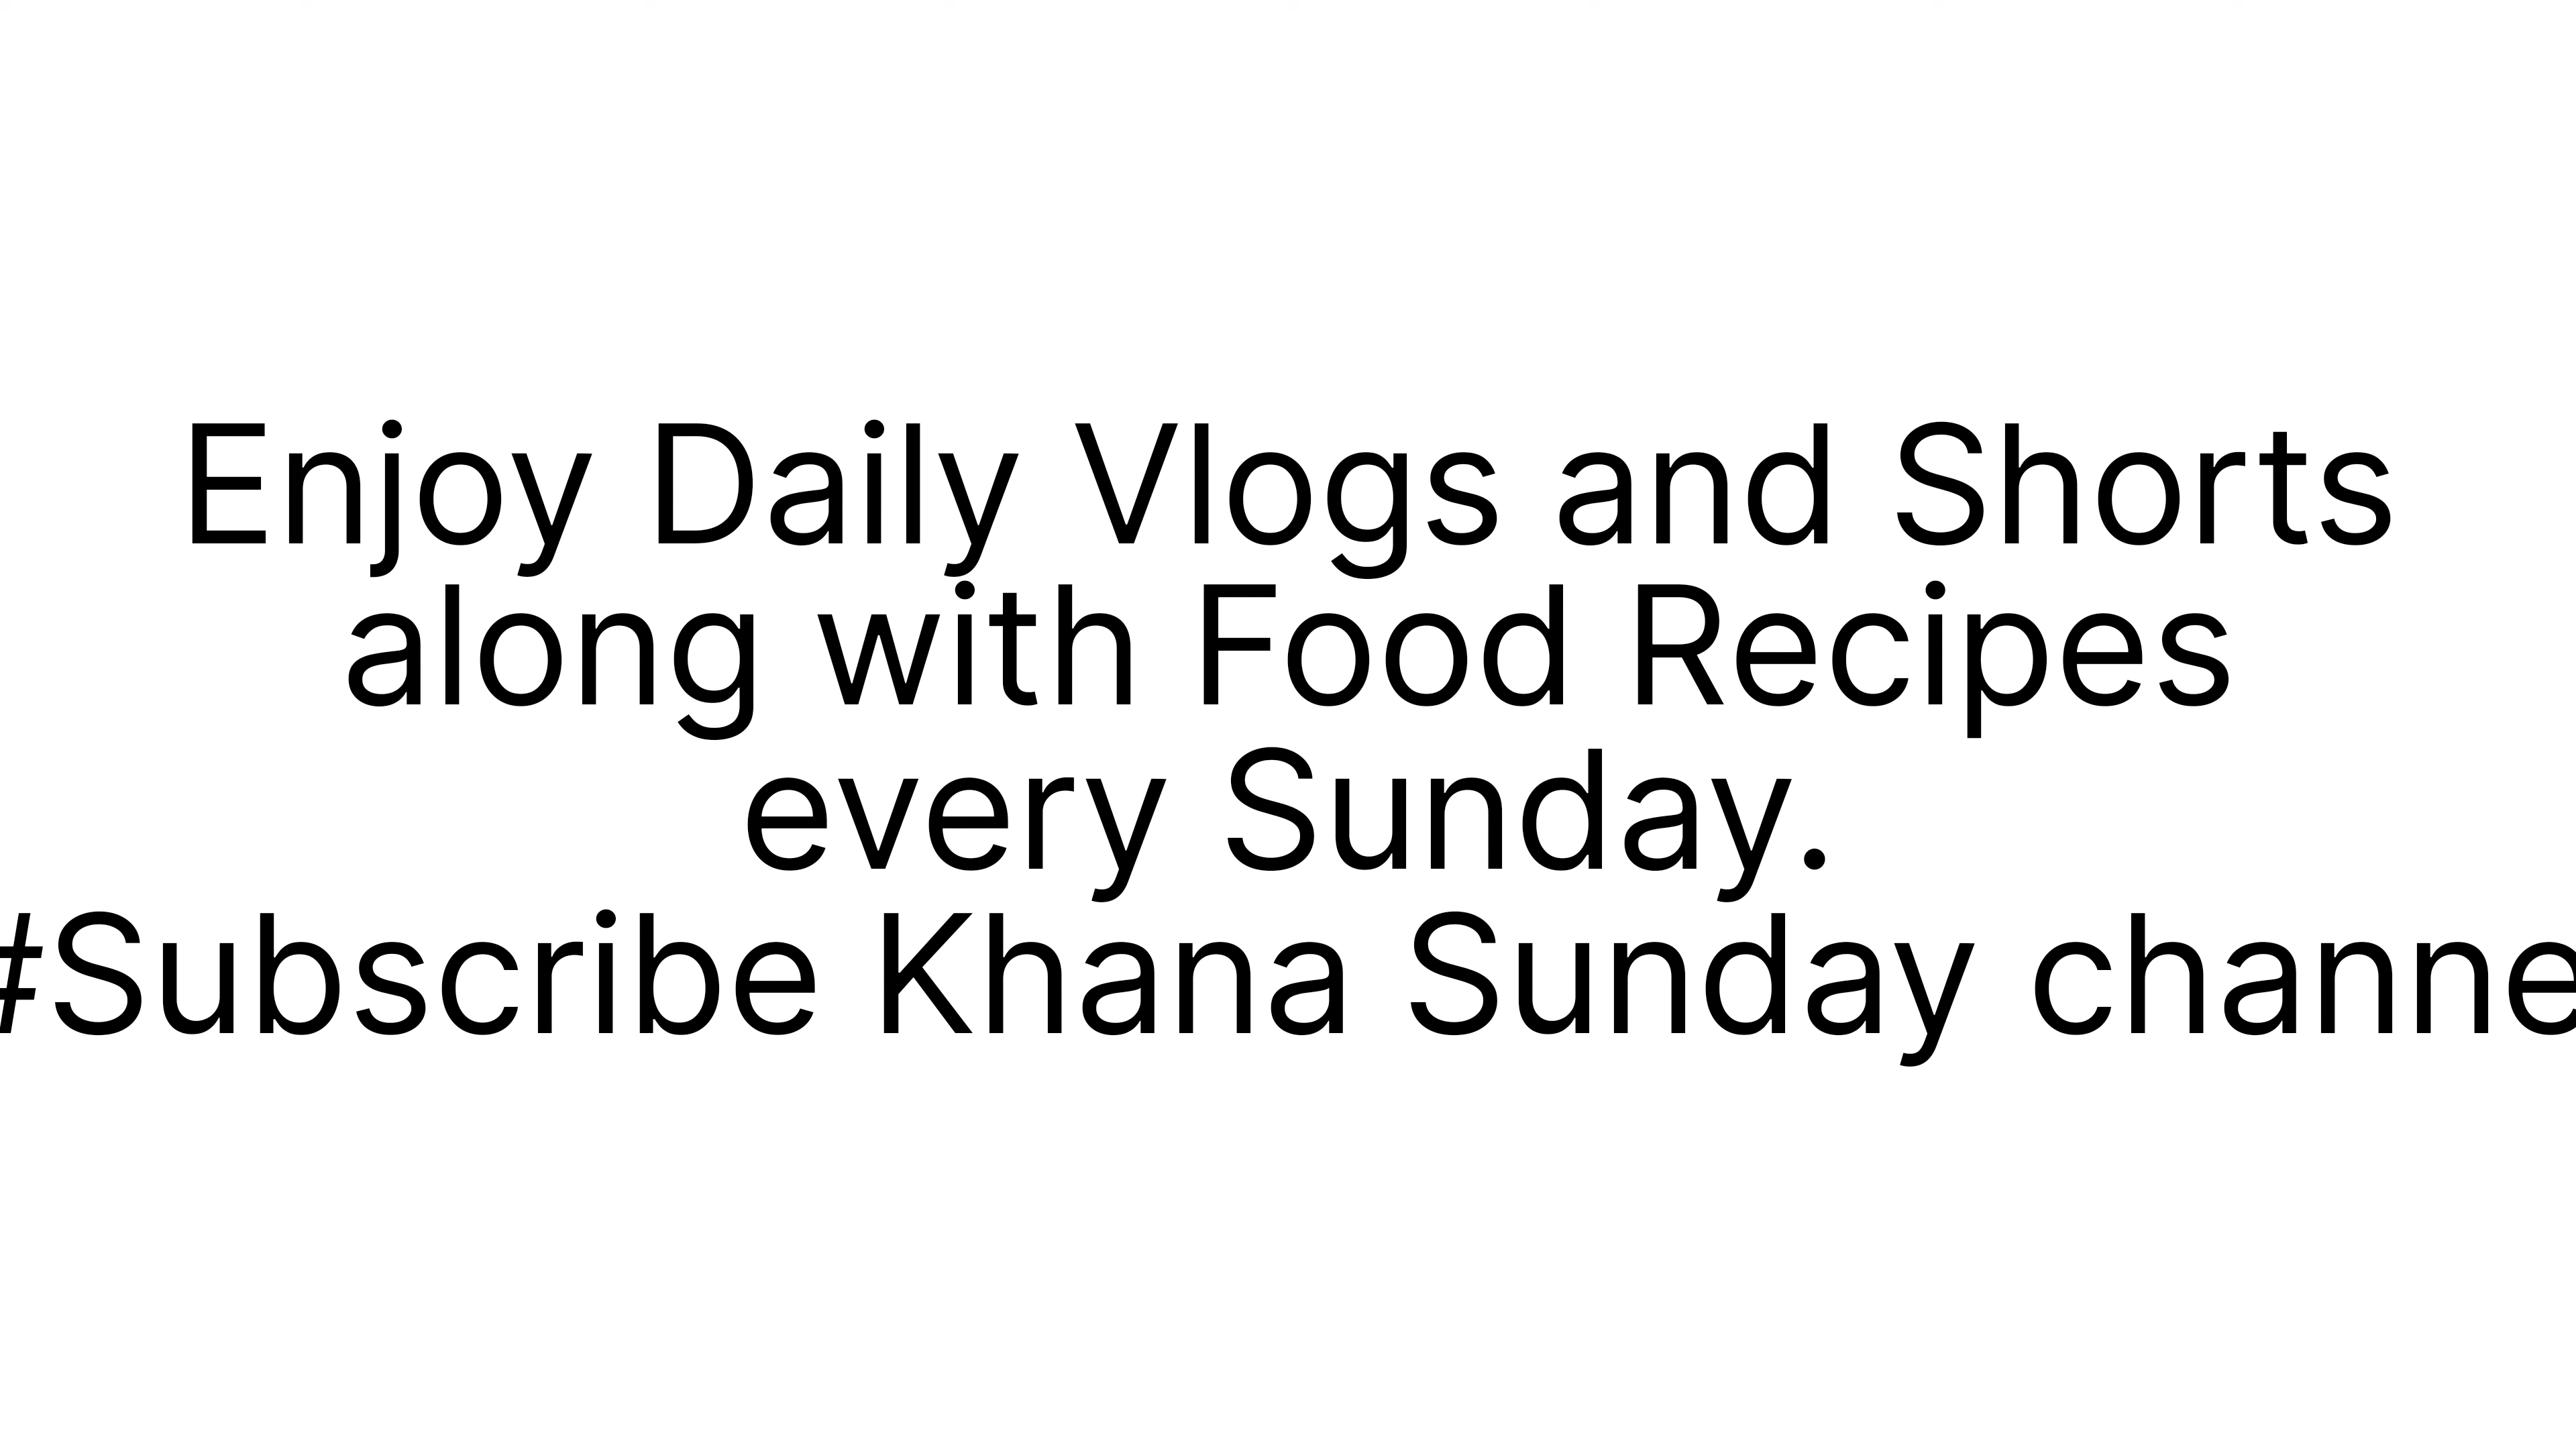 Enjoy Daily Vlogs and Shorts
along with Food Recipes
every Sunday.
#Subscribe Khana Sunday channe